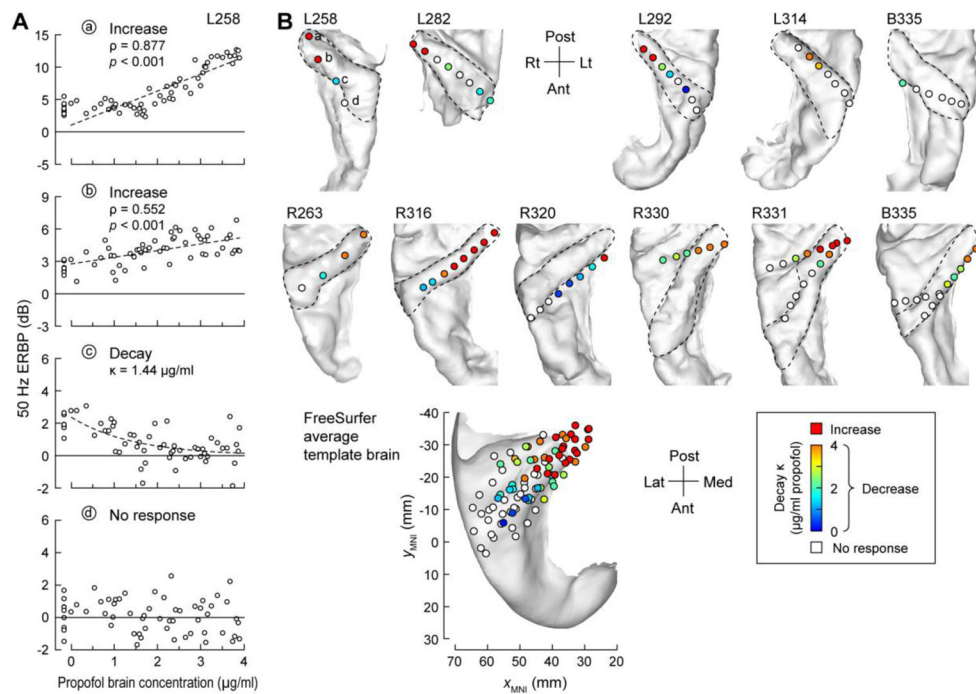 A
L258
a Increase
ρ = 0.877
p < 0.001
15
10
5
0
-5
b Increase
ρ = 0.552
p < 0.001
9
6
3
0
-3
50 Hz ERBP (dB)
c Decay
κ = 1.44 µg/ml
6
4
2
0
-2
d No response
6
4
2
0
-2
0 1 2 3 4
Propofol brain concentration (µg/ml)
B
L258 L282 L292 L314 B335
a
b
c
d
Post
Rt Lt
Ant
R263 R316 R320 R330 R331 B335
FreeSurfer
average
template brain
-40
-30
-20
-10
0
10
20
30
y MNI (mm)
70 60 50 40 30 20
x MNI (mm)
Post
Lat Med
Ant
Increase
4
2
0
Decay κ
(µg/ml propofol)
Decrease
No response